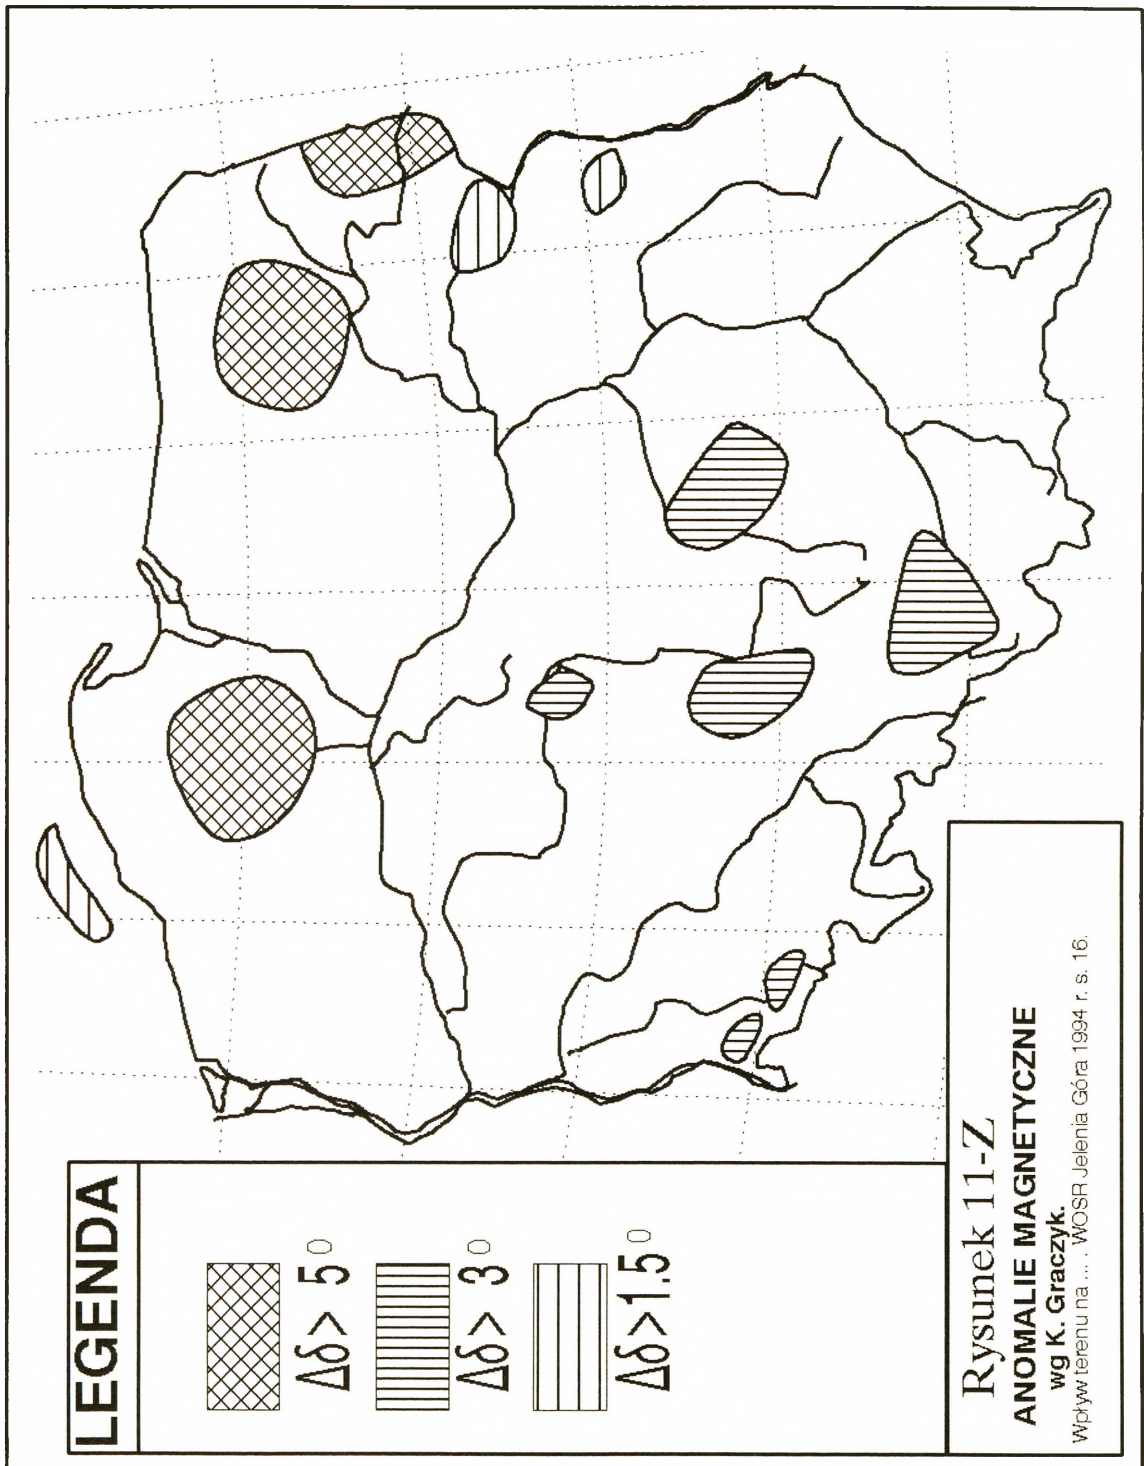 LEGENDA
Δδ> 5°
Δδ> 3°
Δδ>1.5°
Rysunek 11-Z
ANOMALIE MAGNETYCZNE
wg K. Graczyk.
Wpływ terenu na ... WOSR Jelenia Góra 1994 r. s. 16.